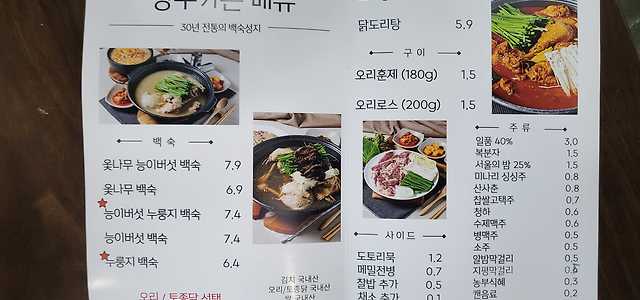 메뉴
30년 전통의 백숙성지
백 숙
옻나무 능이버섯 백숙 7.9
옻나무 백숙 6.9
능이버섯 누룽지 백숙 7.4
능이버섯 백숙 7.4
누룽지 백숙 6.4
오리 / 토종닭 선택
김치 국내산
오리/토종닭 국내산
쌀 국내산
닭도리탕 5.9
구 이
오리훈제 (180g) 1.5
오리로스 (200g) 1.5
사 이 드
도토리묵 1.2
메밀전병 0.7
찰밥 추가 0.5
채소 추가 0.1
주 류
일품 40% 3.0
복분자 1.5
서울의 밤 25% 1.5
미나리 싱싱주 0.8
산사춘 0.8
찹쌀고택주 0.7
청하 0.6
수제맥주 0.6
병맥주 0.5
소주 0.5
알밤막걸리 0.5
지평막걸리
농부식혜 0.3
캔음료 0.2